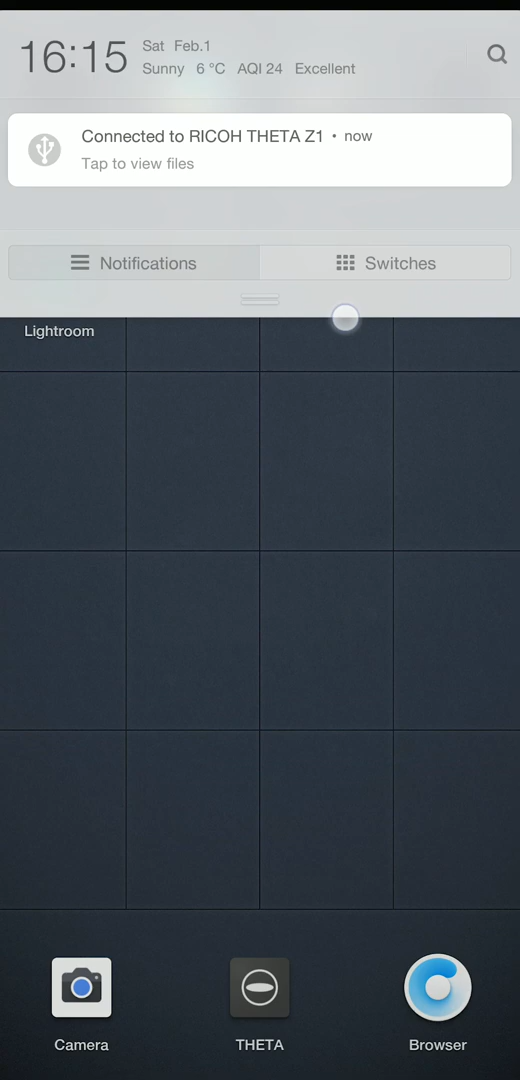 16:15
Sat Feb.1
Sunny 6 °C AQI 24 Excellent
Connected to RICOH THETA Z1 • now
Tap to view files
Notifications
Switches
Lightroom
Camera
THETA
Browser